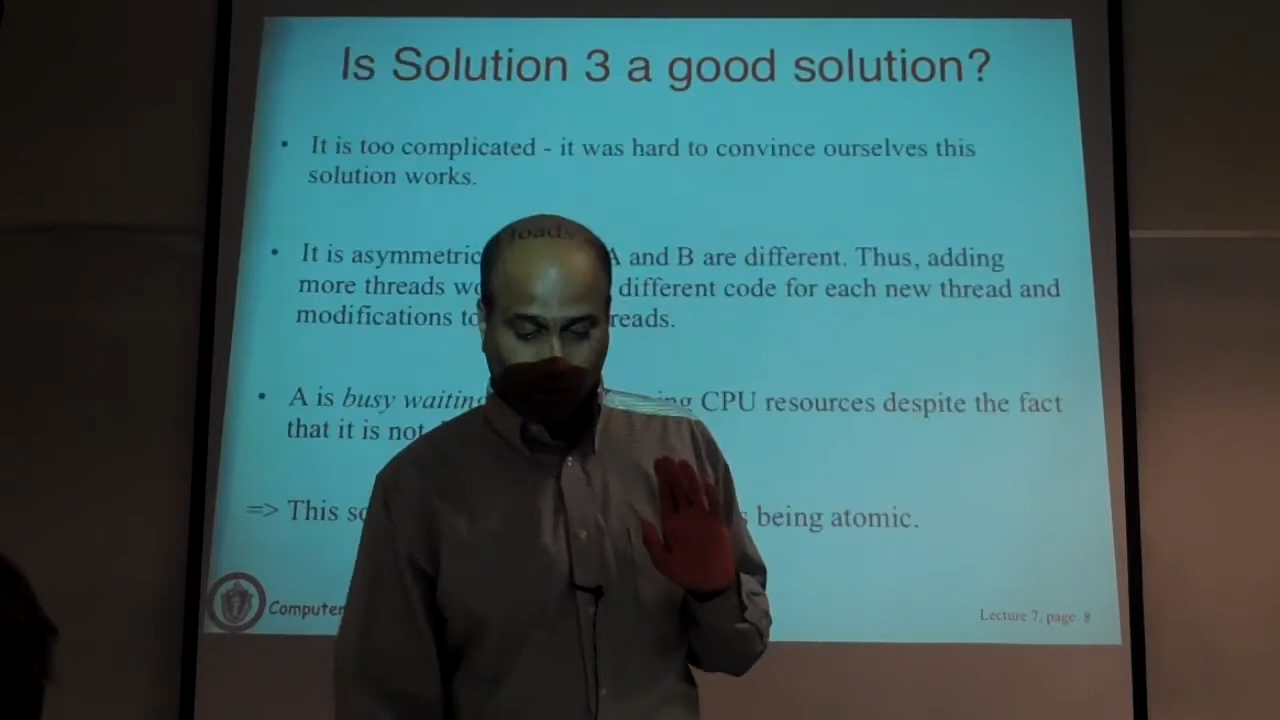 Is Solution 3 a good solution?
• It is too complicated - it was hard to convince ourselves this
solution works.
loads
• It is asymmetric A and B are different. Thus, adding
more threads different code for each new thread and
modifications to reads.
• A is busy waiting ing CPU resources despite the fact
that it is not
=> This so being atomic.
Computer
Lecture 7, page 8